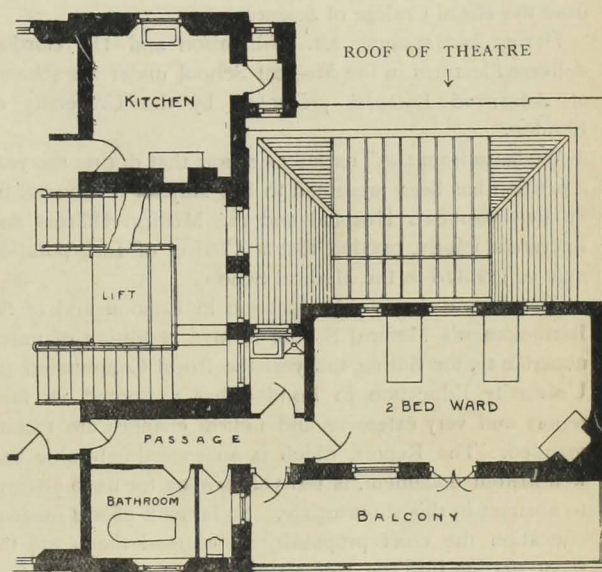 ROOF OF THEATRE
KITCHEN
LIFT
2 BED WARD
PASSAGE
BATHROOM
BALCONY